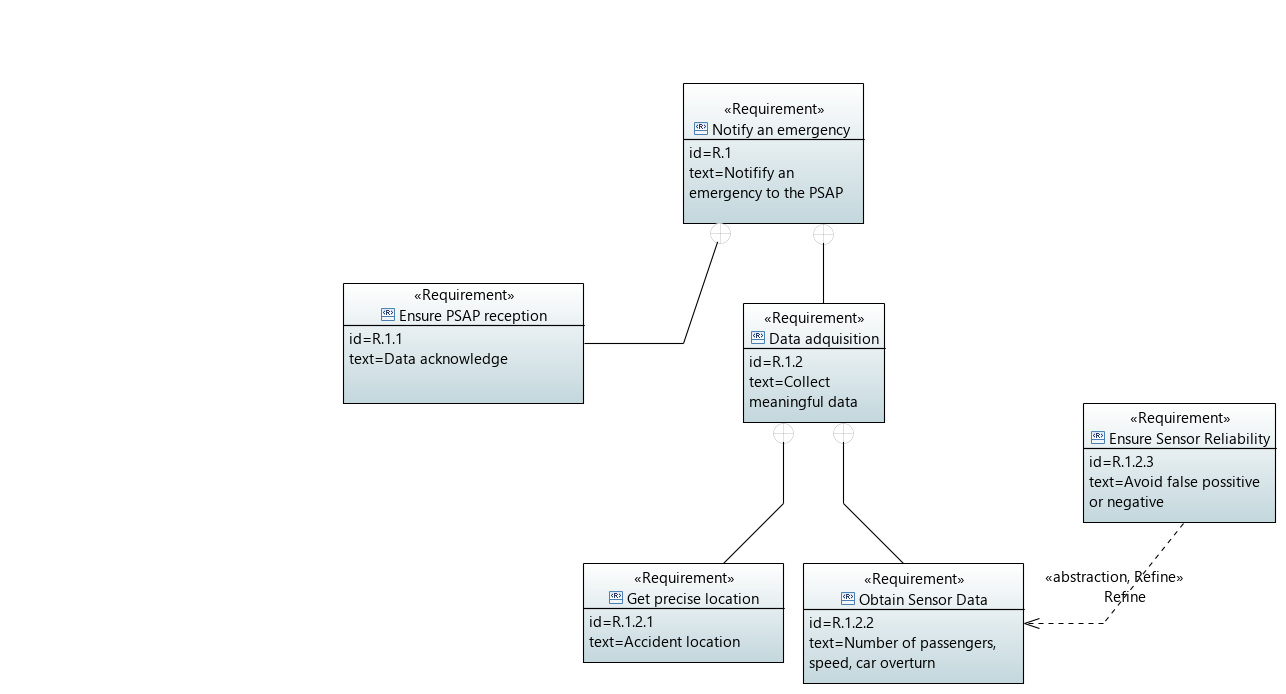 «Requirement»
Notify an emergency
id=R.1
text=Notifify an
emergency to the PSAP
«Requirement»
Ensure PSAP reception
id=R.1.1
text=Data acknowledge
«Requirement»
Data adquisition
id=R.1.2
text=Collect
meaningful data
«Requirement»
Ensure Sensor Reliability
id=R.1.2.3
text=Avoid false possitive
or negative
«abstraction, Refine»
Refine
«Requirement»
Get precise location
id=R.1.2.1
text=Accident location
«Requirement»
Obtain Sensor Data
id=R.1.2.2
text=Number of passengers,
speed, car overturn